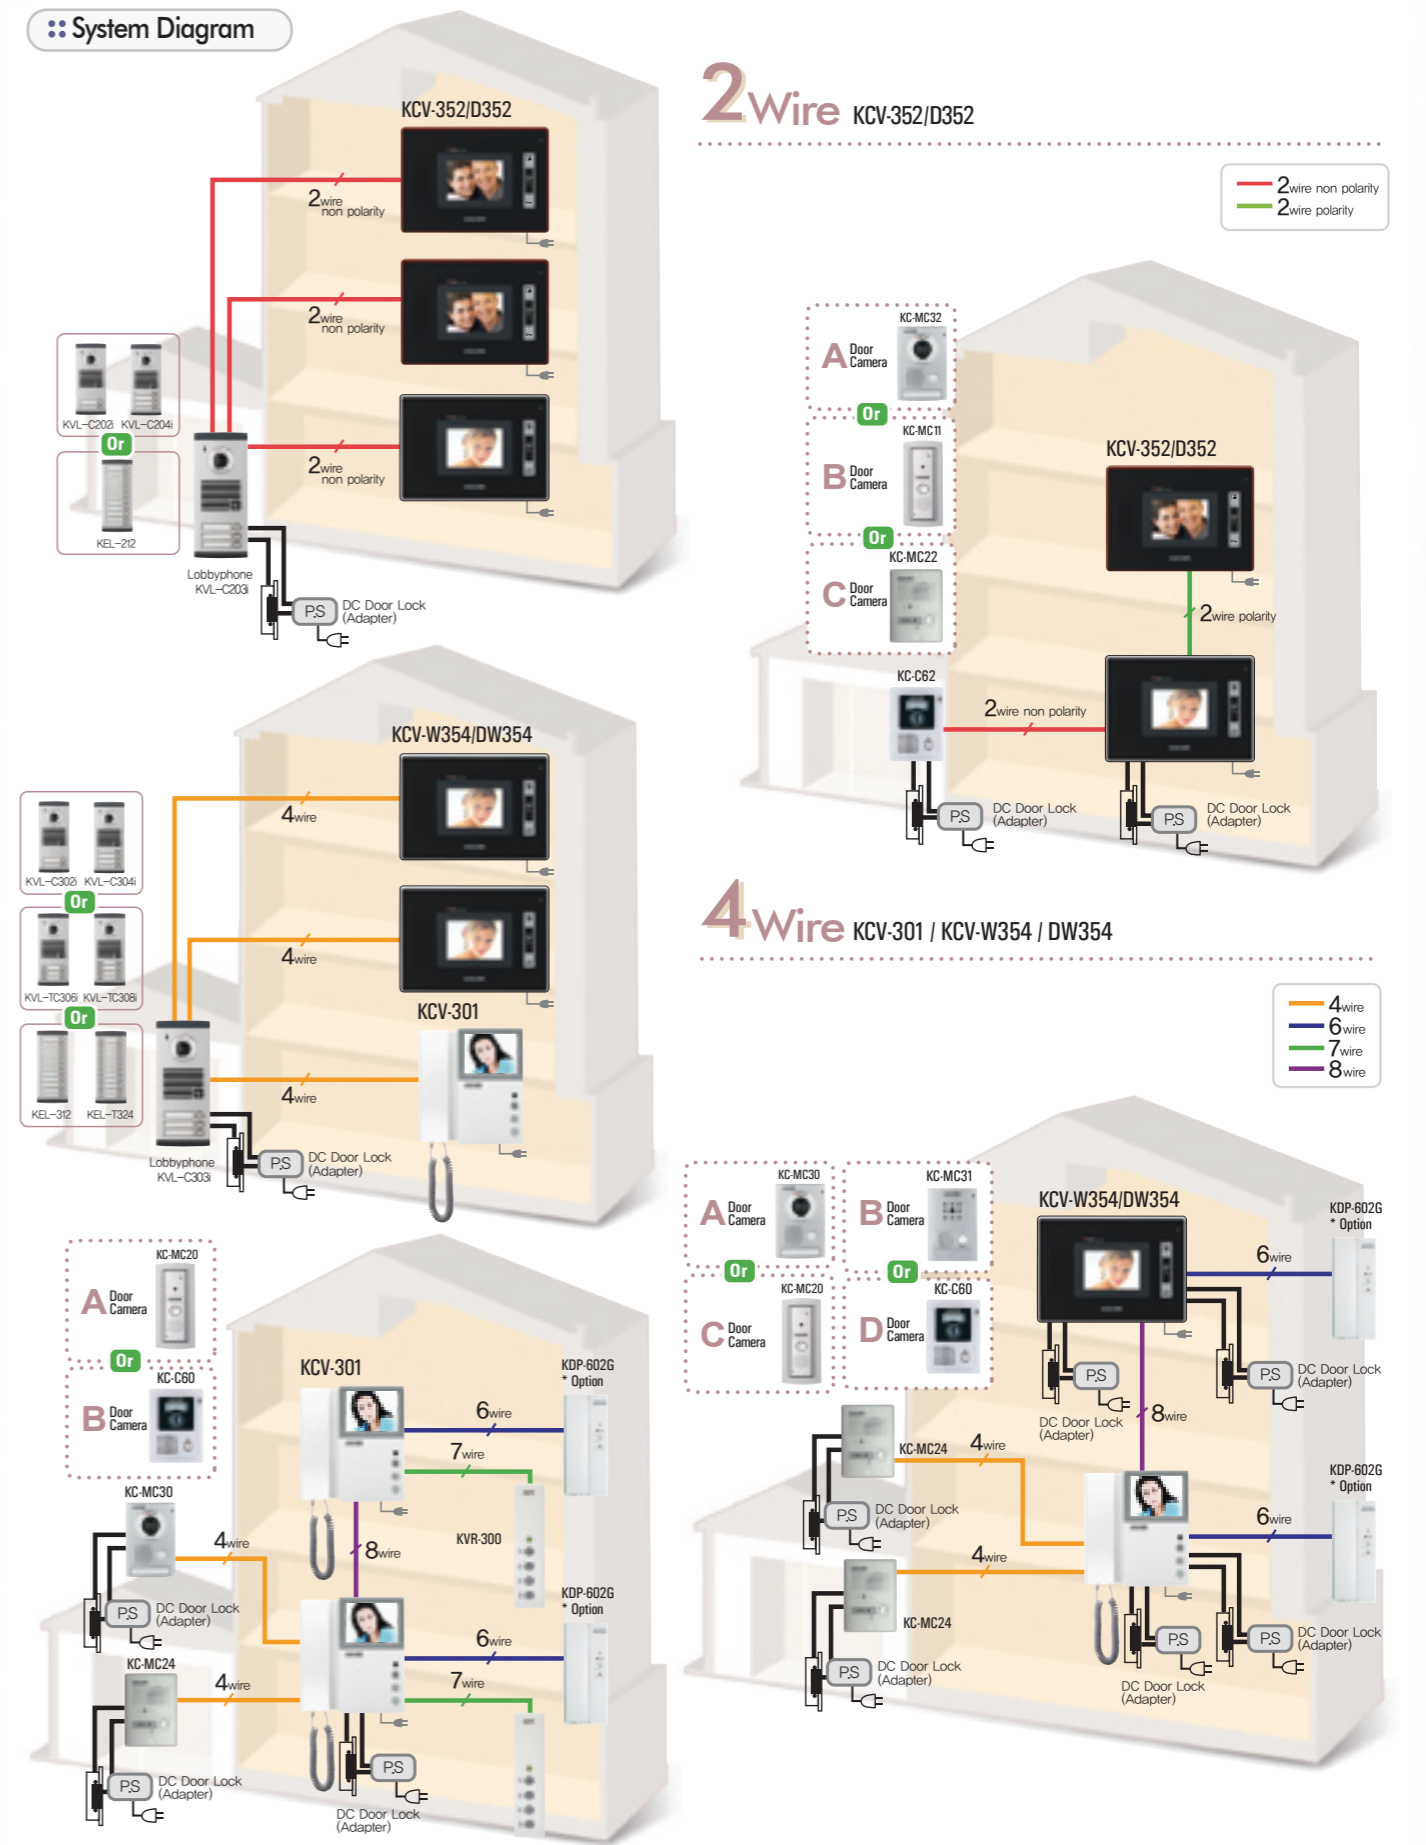 System Diagram
KCV-352/D352
2wire
non polarity
2wire
non polarity
2wire
non polarity
KVL-C202i KVL-C204i
Or
KEL-212
Lobbyphone
KVL-C203i
P.S
DC Door Lock
(Adapter)
2Wire KCV-352/D352
2wire non polarity
2wire polarity
KC-MC32
A Door
Camera
Or
KC-MC11
B Door
Camera
Or
KC-MC22
C Door
Camera
KCV-352/D352
2wire polarity
KC-C62
2wire non polarity
P.S
DC Door Lock
(Adapter)
P.S
DC Door Lock
(Adapter)
KCV-W354/DW354
4wire
4wire
KCV-301
4wire
KVL-C302i KVL-C304i
Or
KVL-TC306i KVL-TC308i
Or
KEL-312 KEL-T324
Lobbyphone
KVL-C303i
P.S
DC Door Lock
(Adapter)
4Wire KCV-301 / KCV-W354 / DW354
4wire
6wire
7wire
8wire
KC-MC20
A Door
Camera
Or
KC-C60
B Door
Camera
KCV-301
KDP-602G
* Option
6wire
7wire
KC-MC30
4wire
8wire
KVR-300
P.S
DC Door Lock
(Adapter)
KDP-602G
* Option
6wire
7wire
KC-MC24
4wire
P.S
DC Door Lock
(Adapter)
P.S
DC Door Lock
(Adapter)
KC-MC30
A Door
Camera
KC-MC31
B Door
Camera
Or
Or
KC-MC20
C Door
Camera
KC-C60
D Door
Camera
KCV-W354/DW354
KDP-602G
* Option
6wire
P.S
DC Door Lock
(Adapter)
P.S
DC Door Lock
(Adapter)
8wire
KC-MC24
4wire
P.S
DC Door Lock
(Adapter)
KDP-602G
* Option
6wire
4wire
KC-MC24
P.S
DC Door Lock
(Adapter)
P.S
DC Door Lock
(Adapter)
P.S
DC Door Lock
(Adapter)